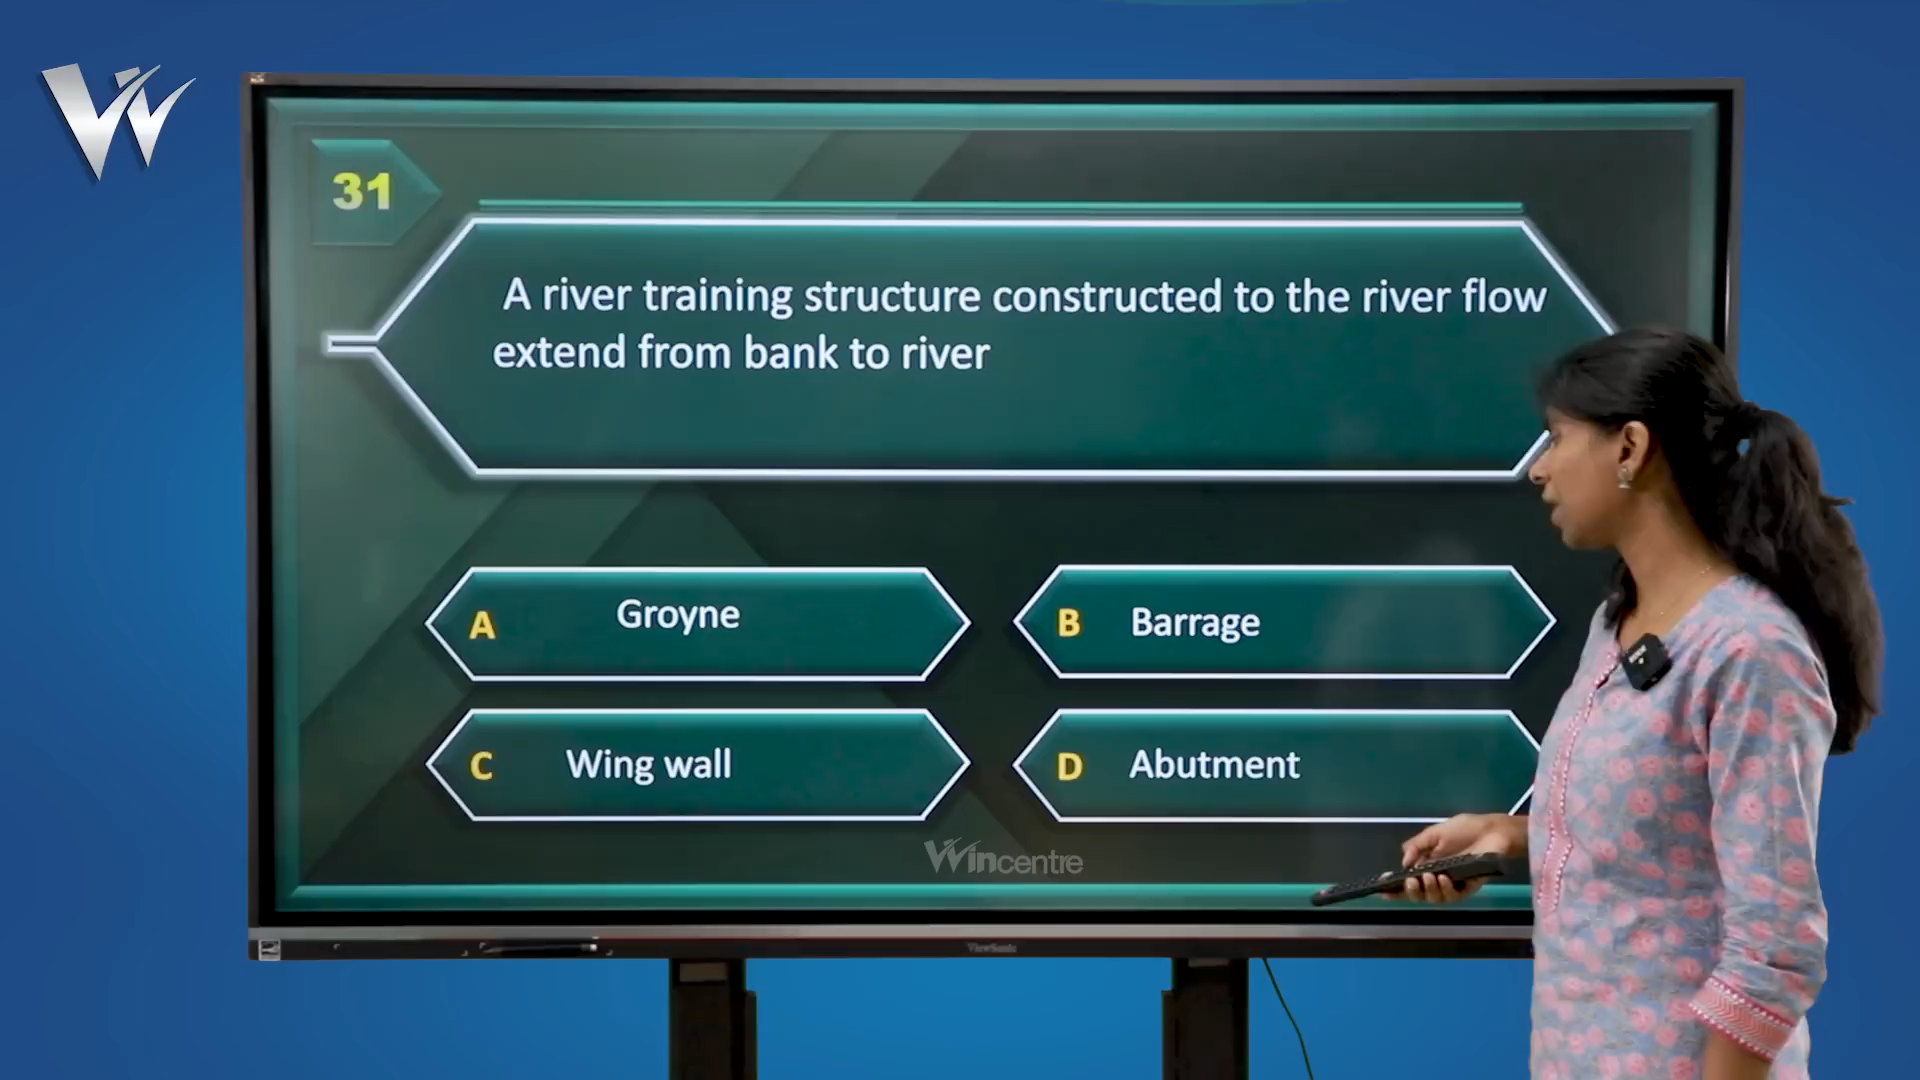 31
A river training structure constructed to the river flow
extend from bank to river
A Groyne
B Barrage
C Wing wall
D Abutment
Wincentre
ViewSonic